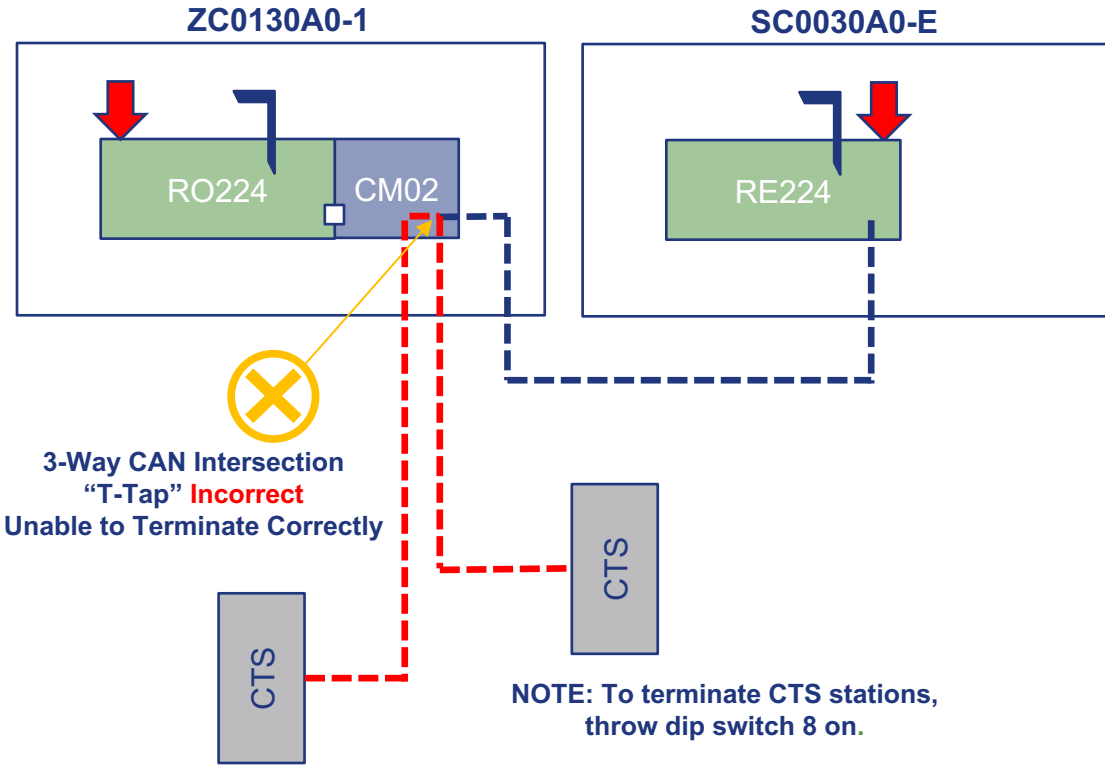 ZC0130A0-1
SC0030A0-E
RO224
CM02
RE224
3-Way CAN Intersection
“T-Tap” Incorrect
Unable to Terminate Correctly
CTS
CTS
NOTE: To terminate CTS stations,
throw dip switch 8 on.